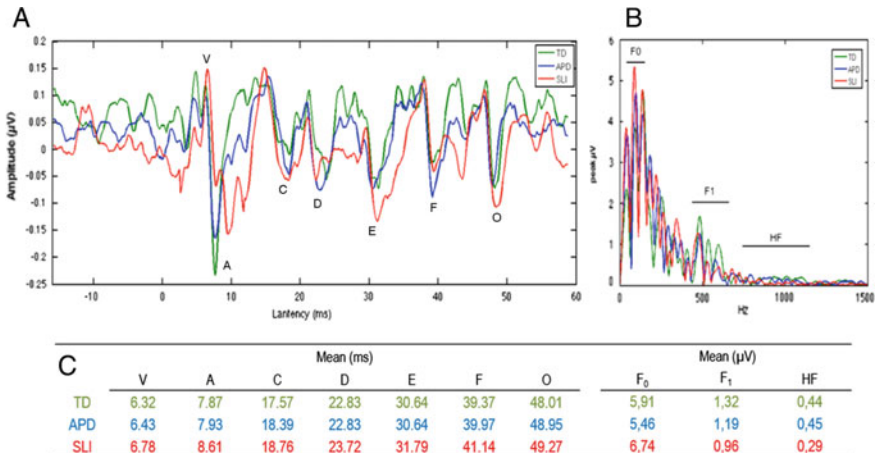 A
B
V
TD
APD
SLI
0.2
0.15
0.1
0.05
0
-0.05
-0.1
-0.15
-0.2
-0.25
Amplitude (µV)
A
C
D
E
F
O
-10
0
10
20
30
40
50
60
Lantency (ms)
F0
TD
APD
SLI
6
5
4
3
2
1
0
peak µV
F1
HF
0
500
1000
1500
Hz
C
Mean (ms) Mean (µV)
V A C D E F O F0 F1 HF
TD 6.32 7.87 17.57 22.83 30.64 39.37 48.01 5,91 1,32 0,44
APD 6.43 7.93 18.39 22.83 30.64 39.97 48.95 5,46 1,19 0,45
SLI 6.78 8.61 18.76 23.72 31.79 41.14 49.27 6,74 0,96 0,29